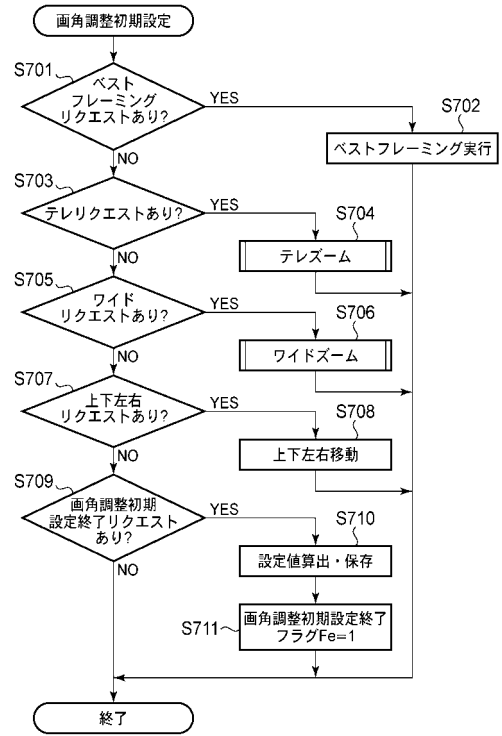 画角調整初期設定
S701
ベスト
フレーミング
リクエストあり?
YES
S702
ベストフレーミング実行
NO
S703
テレリクエストあり?
YES
S704
テレズーム
NO
S705
ワイド
リクエストあり?
YES
S706
ワイドズーム
NO
S707
上下左右
リクエストあり?
YES
S708
上下左右移動
NO
S709
画角調整初期
設定終了リクエスト
あり?
YES
S710
設定値算出・保存
NO
S711
画角調整初期設定終了
フラグFe=1
終了